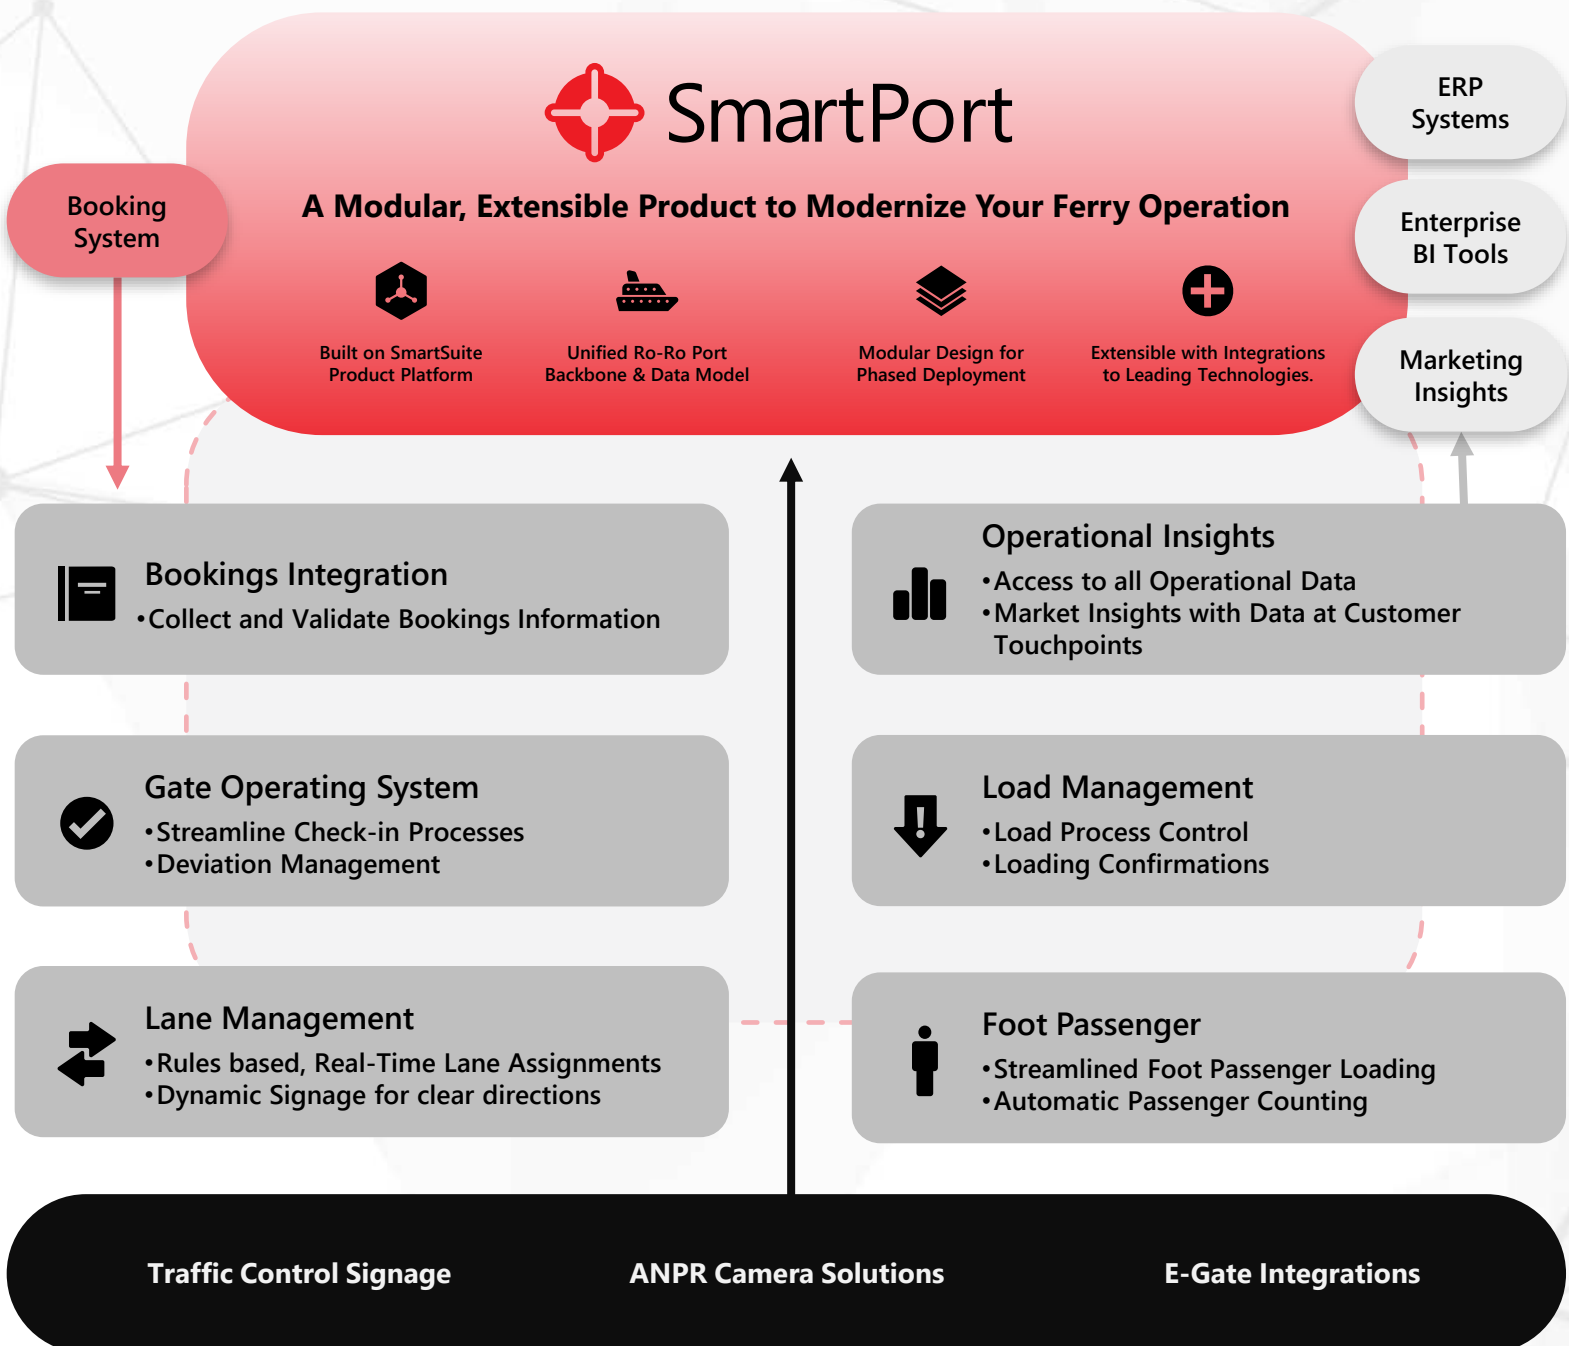 SmartPort
A Modular, Extensible Product to Modernize Your Ferry Operation
Booking
System
ERP
Systems
Enterprise
BI Tools
Marketing
Insights
Built on SmartSuite
Product Platform
Unified Ro-Ro Port
Backbone & Data Model
Modular Design for
Phased Deployment
Extensible with Integrations
to Leading Technologies.
Bookings Integration
•Collect and Validate Bookings Information
Operational Insights
•Access to all Operational Data
•Market Insights with Data at Customer
Touchpoints
Gate Operating System
•Streamline Check-in Processes
•Deviation Management
Load Management
•Load Process Control
•Loading Confirmations
Lane Management
•Rules based, Real-Time Lane Assignments
•Dynamic Signage for clear directions
Foot Passenger
•Streamlined Foot Passenger Loading
•Automatic Passenger Counting
Traffic Control Signage
ANPR Camera Solutions
E-Gate Integrations